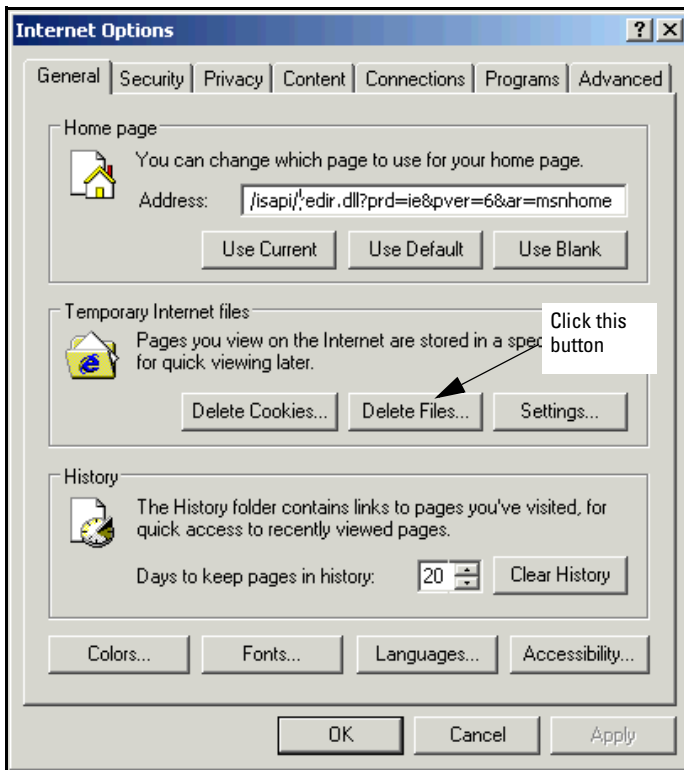 Internet Options
General Security Privacy Content Connections Programs Advanced
Home page
You can change which page to use for your home page.
Address: /isapi/redir.dll?prd=ie&pver=6&ar=msnhome
Use Current Use Default Use Blank
Temporary Internet files
Pages you view on the Internet are stored in a spec
for quick viewing later.
Click this
button
Delete Cookies... Delete Files... Settings...
History
The History folder contains links to pages you've visited, for
quick access to recently viewed pages.
Days to keep pages in history: 20 Clear History
Colors... Fonts... Languages... Accessibility...
OK Cancel Apply